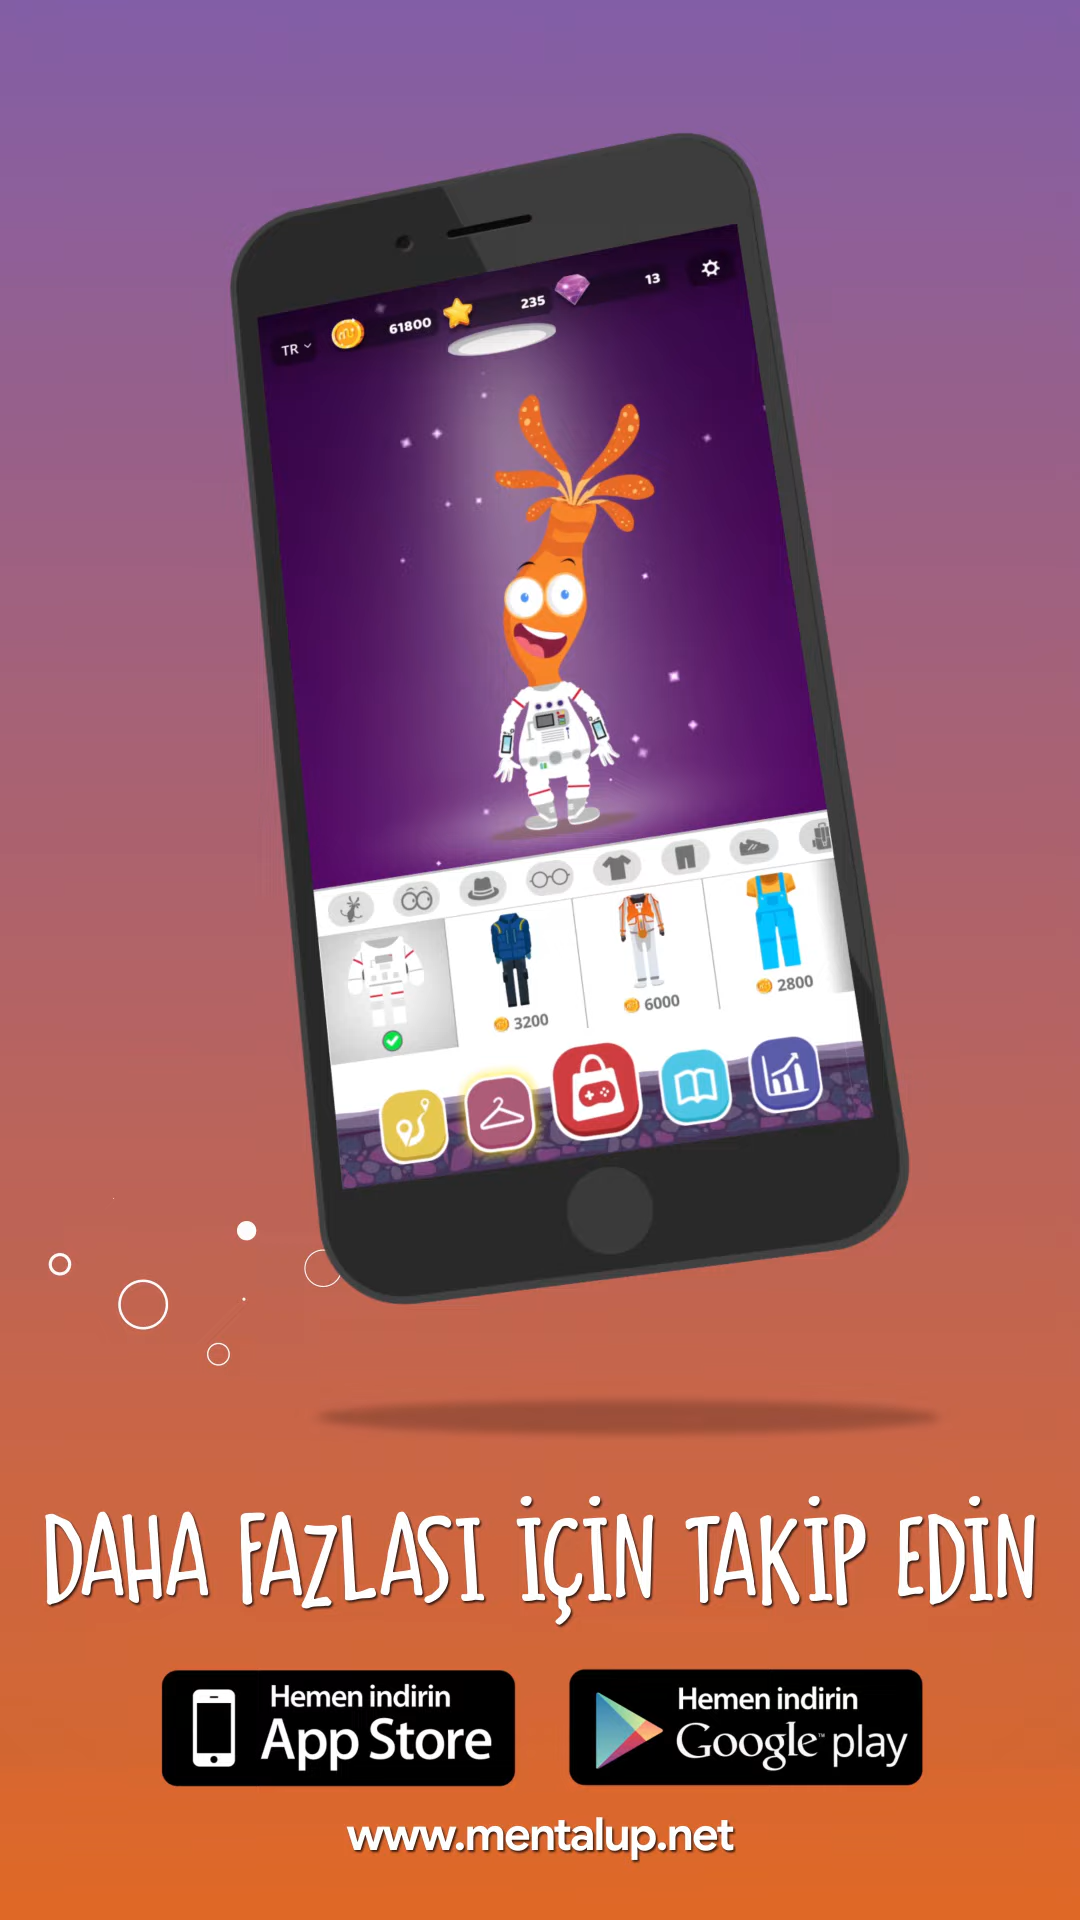 TR
61800
235
13
3200
6000
2800
DAHA FAZLASI İÇİN TAKİP EDİN
Hemen indirin
App Store
Hemen indirin
Google™ play
www.mentalup.net